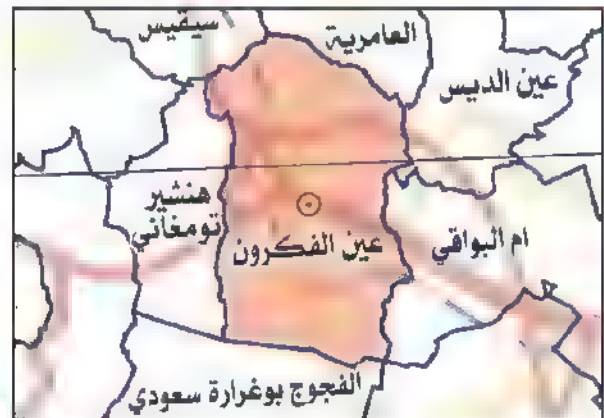 سيقيس
العامرية
عين الديس
هنشير
تومغاني
عين الفكرون
ام البواقي
الفجوج بوغرارة سعودي